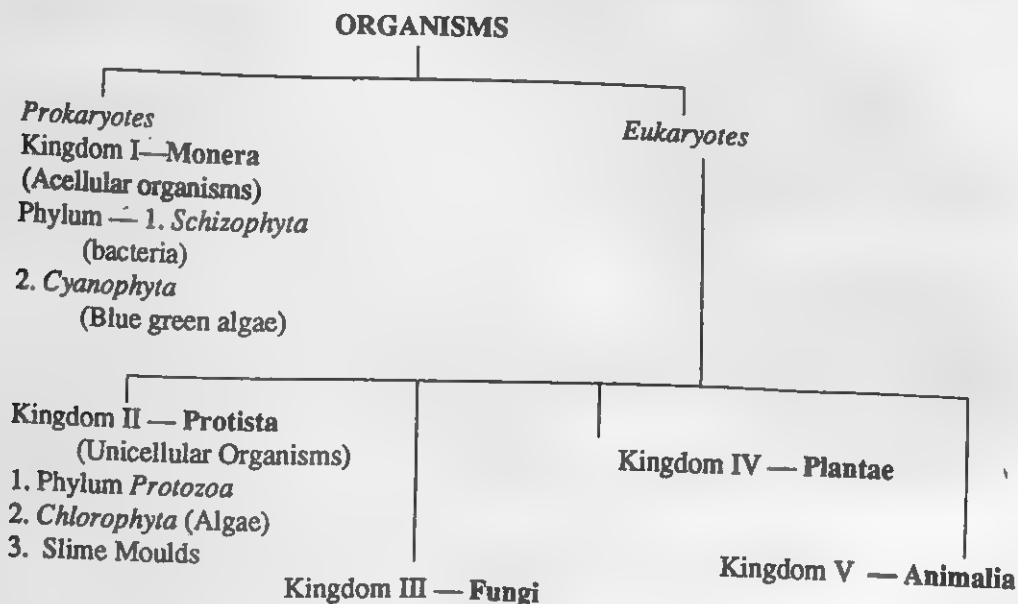 ORGANISMS
Prokaryotes
Kingdom I—Monera
(Acellular organisms)
Phylum — 1. Schizophyta
(bacteria)
2. Cyanophyta
(Blue green algae)
Eukaryotes
Kingdom II — Protista
(Unicellular Organisms)
1. Phylum Protozoa
2. Chlorophyta (Algae)
3. Slime Moulds
Kingdom III — Fungi
Kingdom IV — Plantae
Kingdom V — Animalia